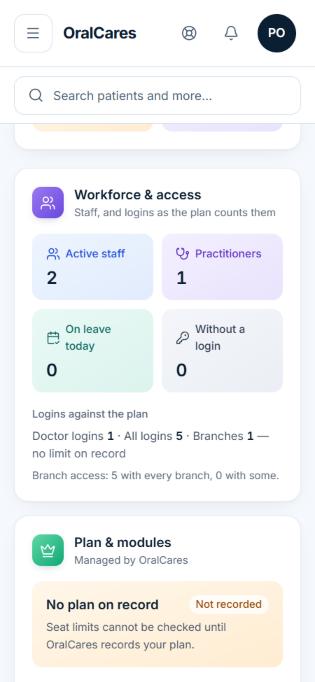 OralCares
PO
Search patients and more...
Workforce & access
Staff, and logins as the plan counts them
Active staff
2
Practitioners
1
On leave
today
0
Without a
login
0
Logins against the plan
Doctor logins 1 · All logins 5 · Branches 1 —
no limit on record
Branch access: 5 with every branch, 0 with some.
Plan & modules
Managed by OralCares
No plan on record
Not recorded
Seat limits cannot be checked until
OralCares records your plan.